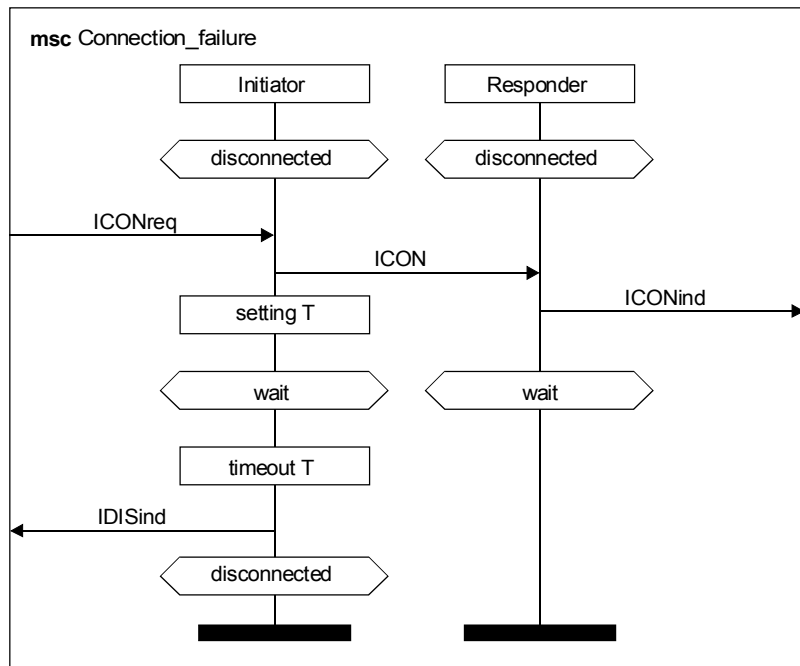 msc Connection_failure
Initiator
Responder
disconnected
disconnected
ICONreq
ICON
ICONind
setting T
wait
wait
timeout T
IDISind
disconnected